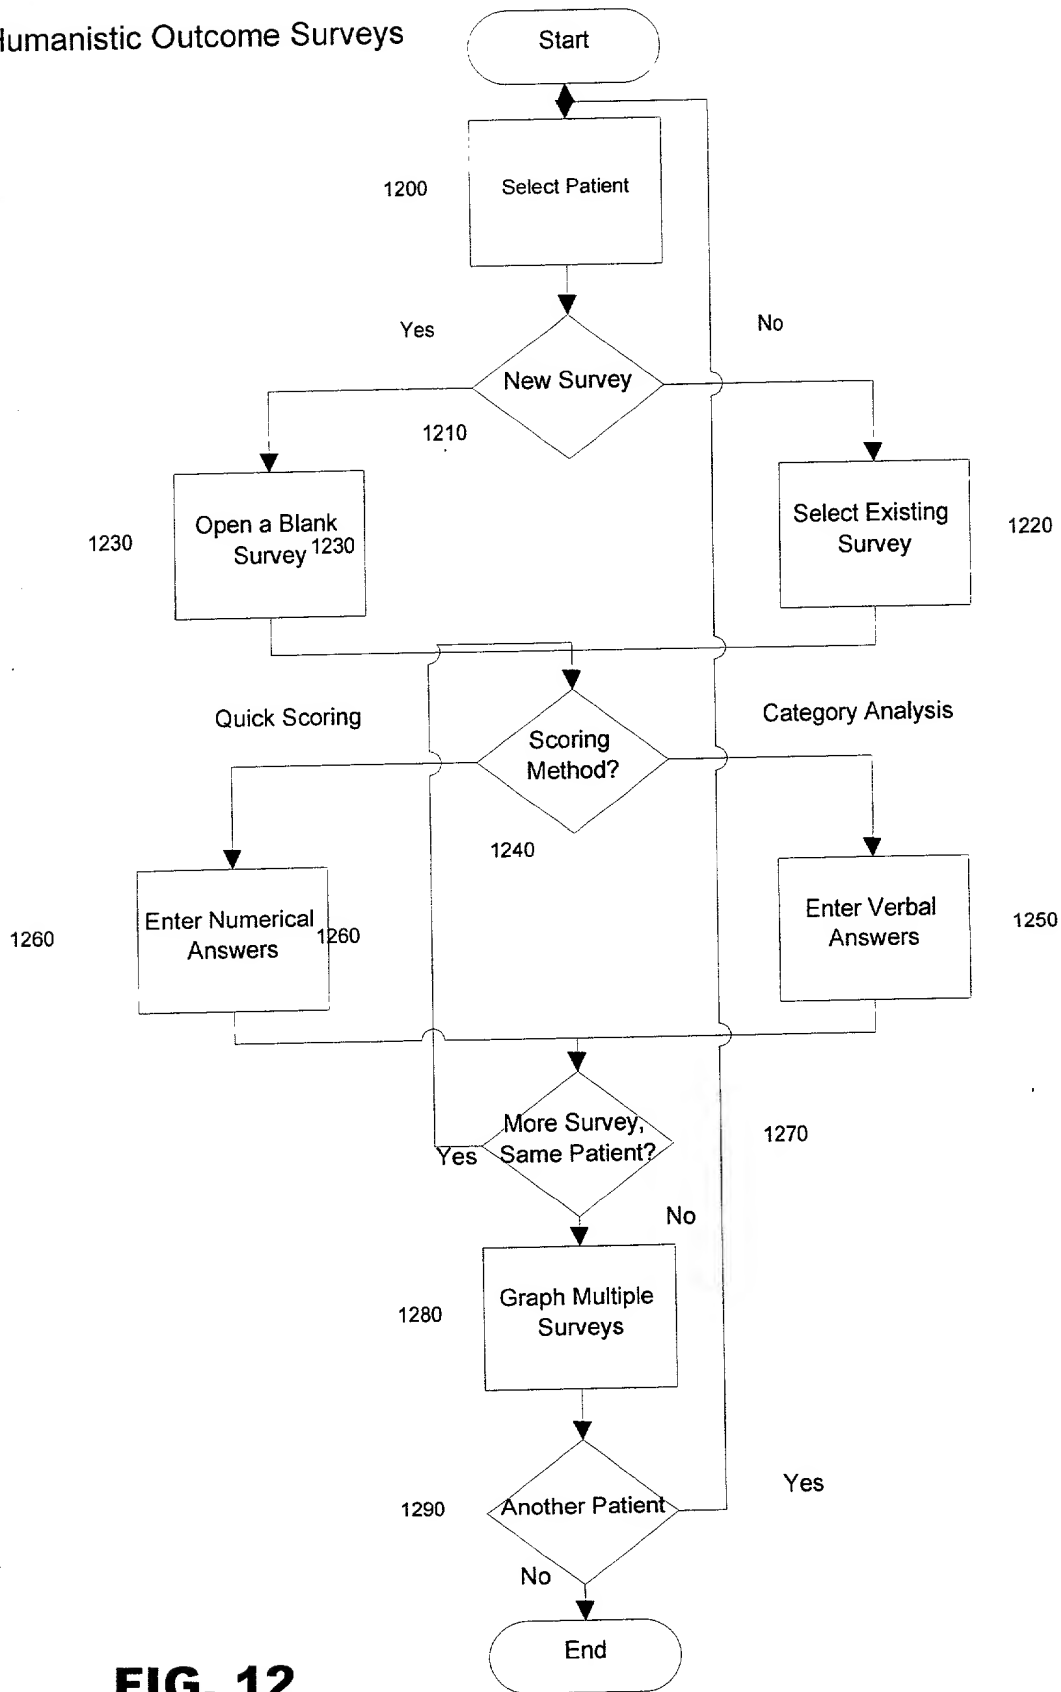 Humanistic Outcome Surveys
Start
1200
Select Patient
Yes
No
New Survey
1210
1230
Open a Blank
Survey
1230
Select Existing
Survey
1220
Quick Scoring
Category Analysis
Scoring
Method?
1240
1260
Enter Numerical
Answers
1260
Enter Verbal
Answers
1250
More Survey,
Same Patient?
Yes
1270
No
1280
Graph Multiple
Surveys
1290
Another Patient
Yes
No
End
FIG. 12